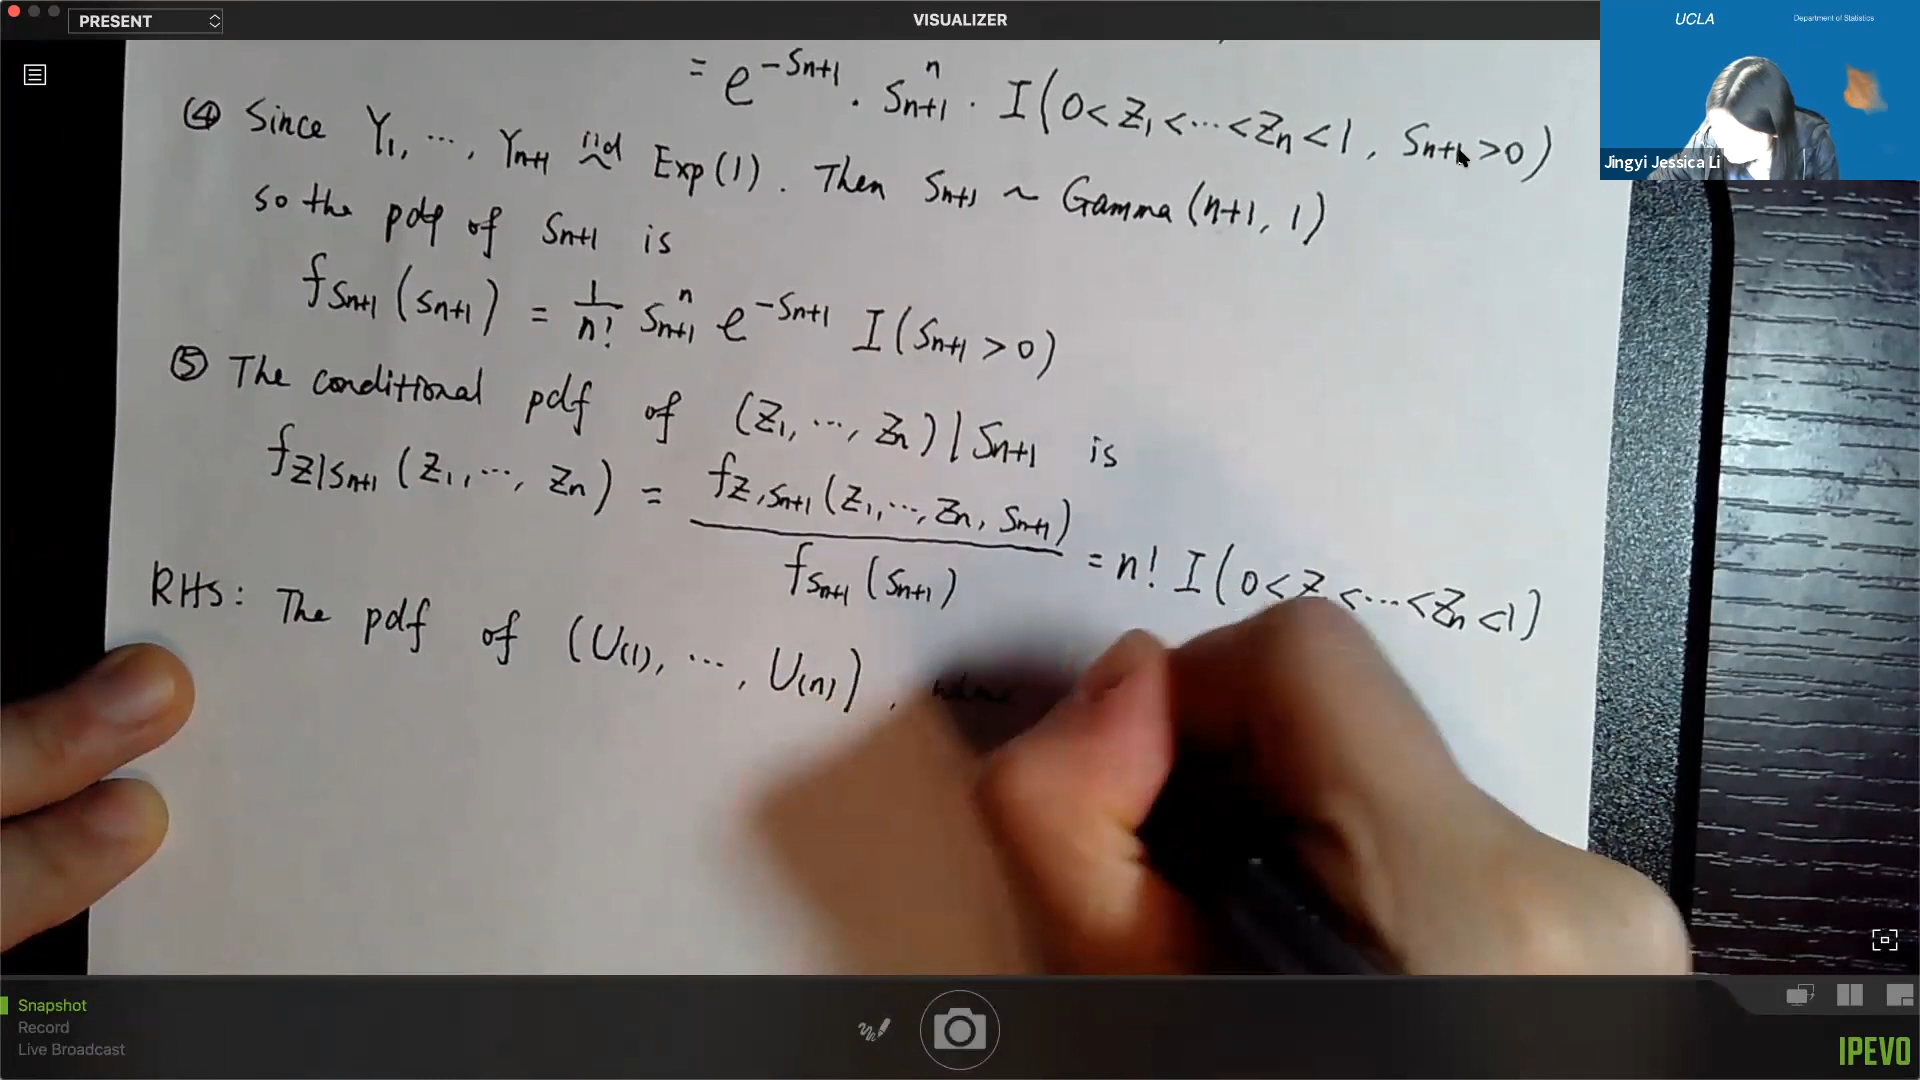 PRESENT
VISUALIZER
UCLA
Department of Statistics
Jingyi Jessica Li
= e^{-S_{n+1}} · S_{n+1}^n · I(0<Z_1<⋯<Z_n<1, S_{n+1}>0)
④ Since Y_1, ⋯, Y_{n+1} iid ~ Exp(1). Then S_{n+1} ~ Gamma(n+1, 1)
so the pdf of S_{n+1} is
f_{S_{n+1}}(S_{n+1}) = 1/n! S_{n+1}^n e^{-S_{n+1}} I(S_{n+1}>0)
⑤ The conditional pdf of (Z_1, ⋯, Z_n)|S_{n+1} is
f_{Z|S_{n+1}}(Z_1, ⋯, Z_n) = f_{Z,S_{n+1}}(Z_1, ⋯, Z_n, S_{n+1}) / f_{S_{n+1}}(S_{n+1}) = n! I(0<Z_1<⋯<Z_n<1)
RHS: The pdf of (U_{(1)}, ⋯, U_{(n)}),
Snapshot
Record
Live Broadcast
IPEVO